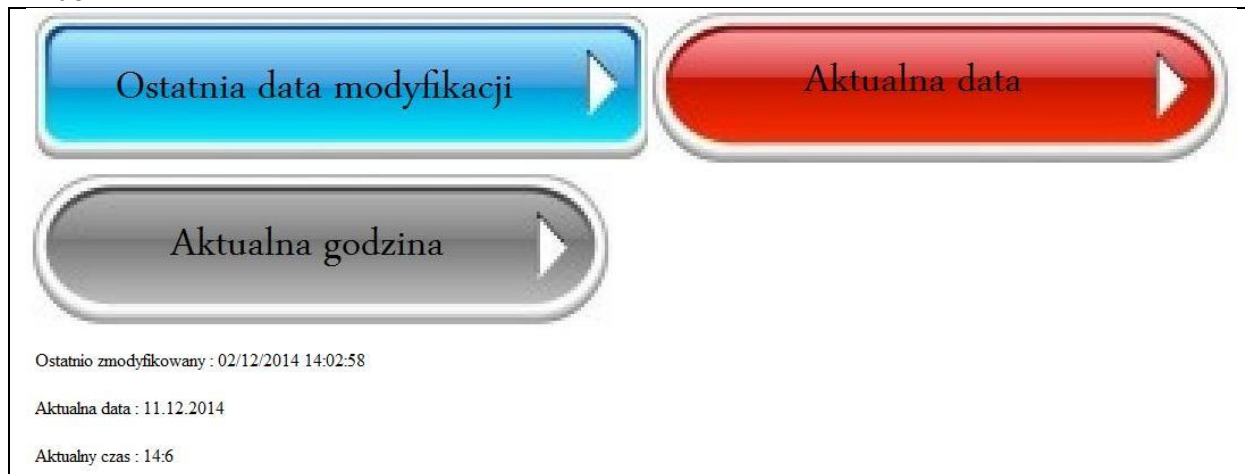 Ostatnia data modyfikacji
Aktualna data
Aktualna godzina
Ostatnio zmodyfikowany : 02/12/2014 14:02:58
Aktualna data : 11.12.2014
Aktualny czas : 14:6